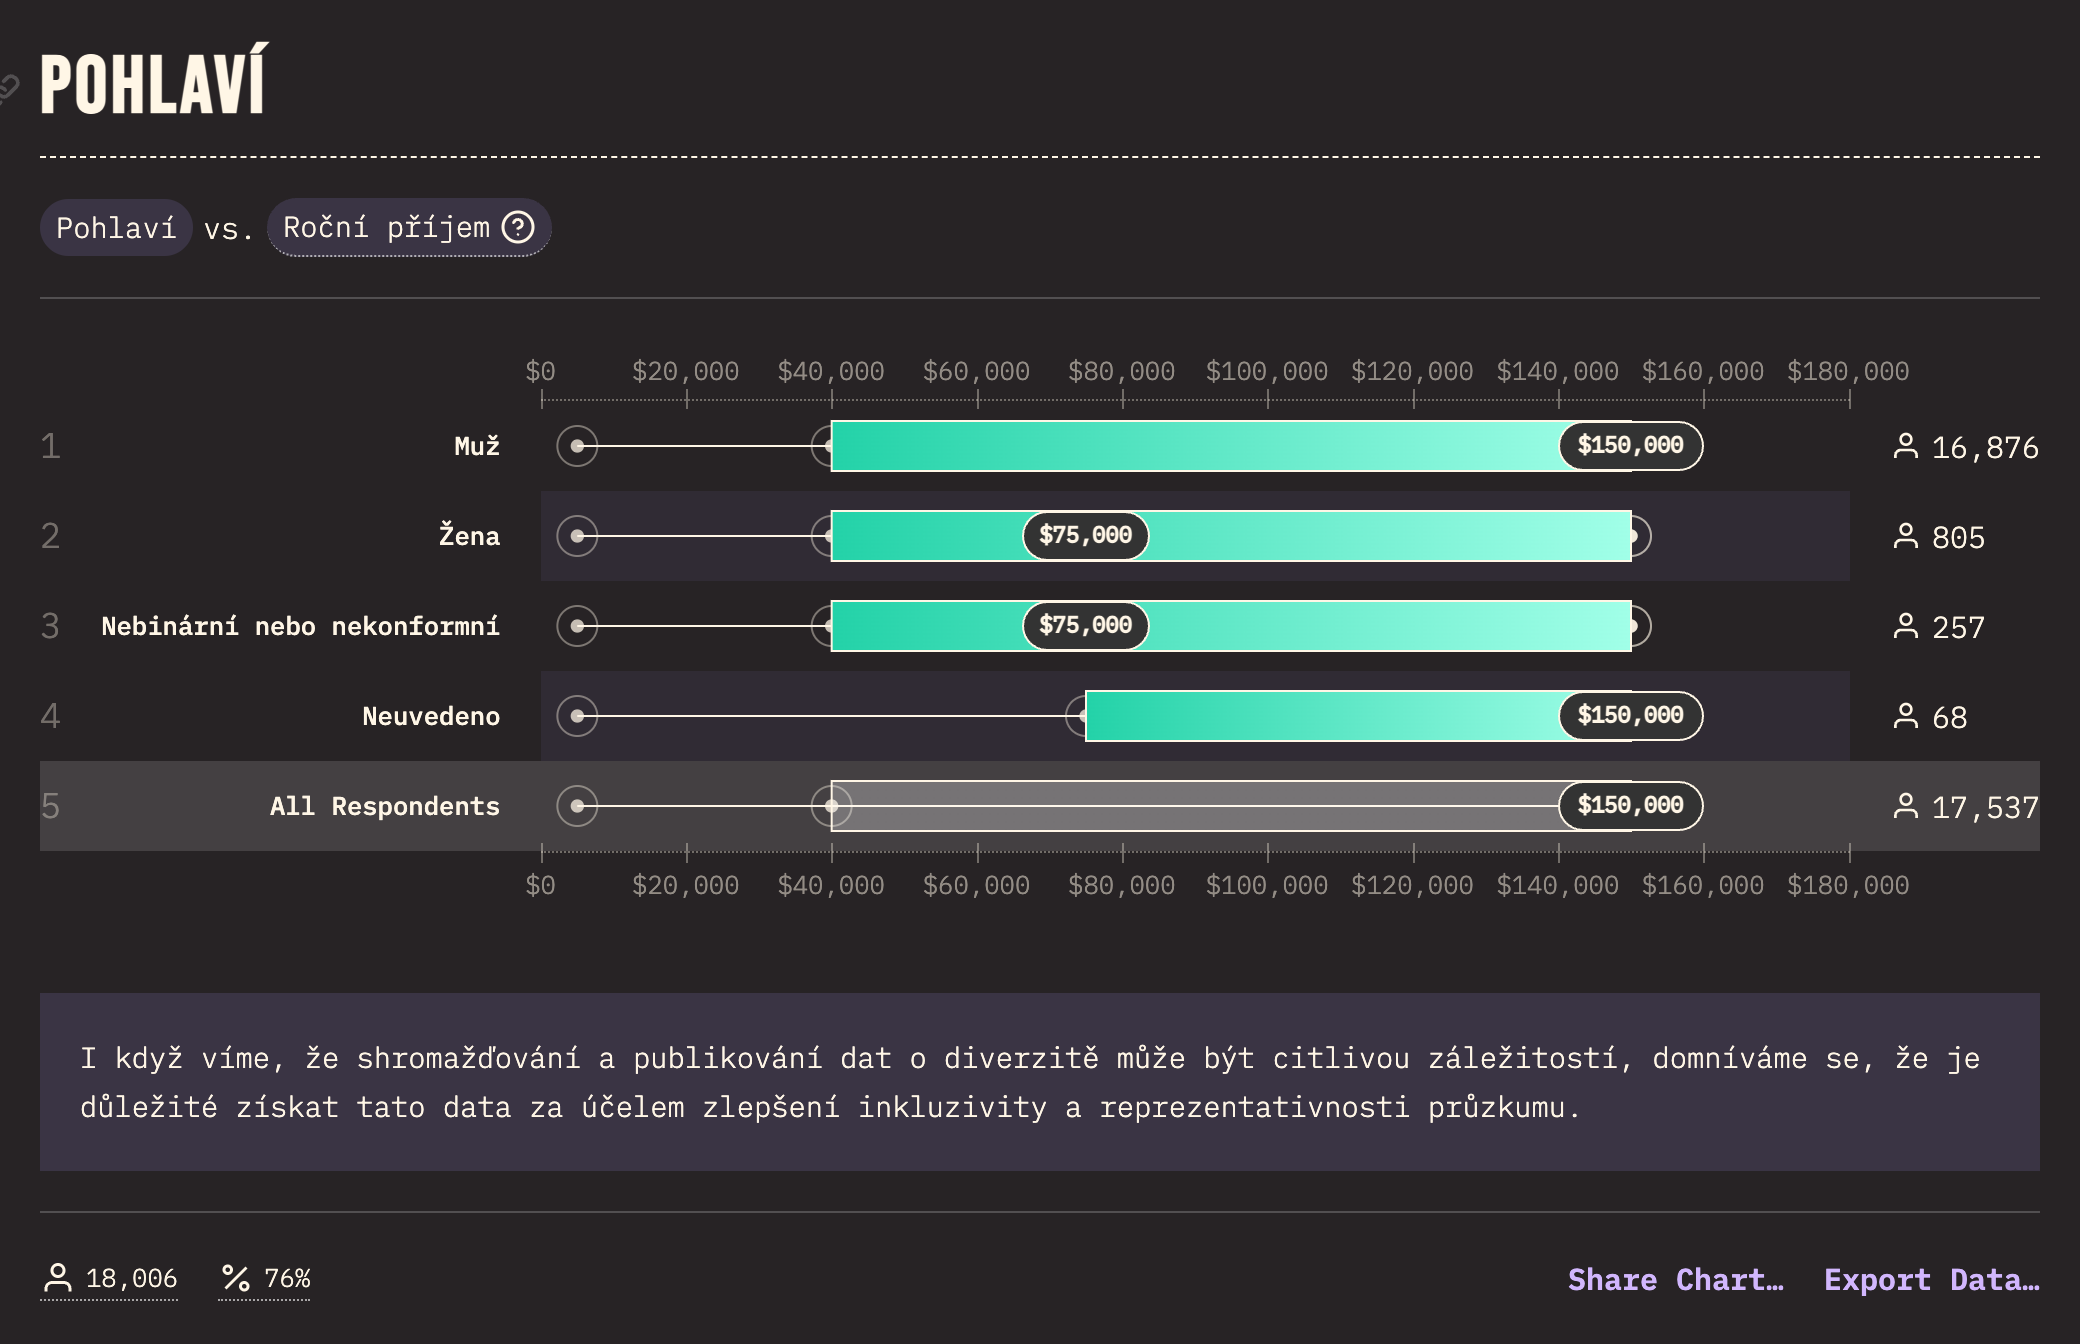 POHLAVÍ
Pohlaví vs. Roční příjem ?
$0 $20,000 $40,000 $60,000 $80,000 $100,000 $120,000 $140,000 $160,000 $180,000
1 Muž $150,000 16,876
2 Žena $75,000 805
3 Nebinární nebo nekonformní $75,000 257
4 Neuvedeno $150,000 68
5 All Respondents $150,000 17,537
$0 $20,000 $40,000 $60,000 $80,000 $100,000 $120,000 $140,000 $160,000 $180,000
I když víme, že shromažďování a publikování dat o diverzitě může být citlivou záležitostí, domníváme se, že je
důležité získat tato data za účelem zlepšení inkluzivity a reprezentativnosti průzkumu.
18,006 % 76% Share Chart… Export Data…